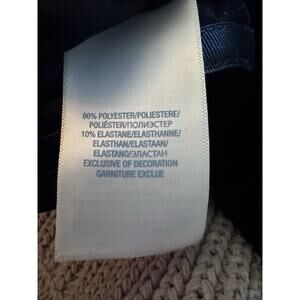 90% POLYESTER/POLIESTERE/
POLIÉSTER/ПОЛИЭСТЕР
10% ELASTANE/ELASTHANNE/
ELASTHAN/ELASTAAN/
ELASTANO/ЭЛАСТАН
EXCLUSIVE OF DECORATION
GARNITURE EXCLUE